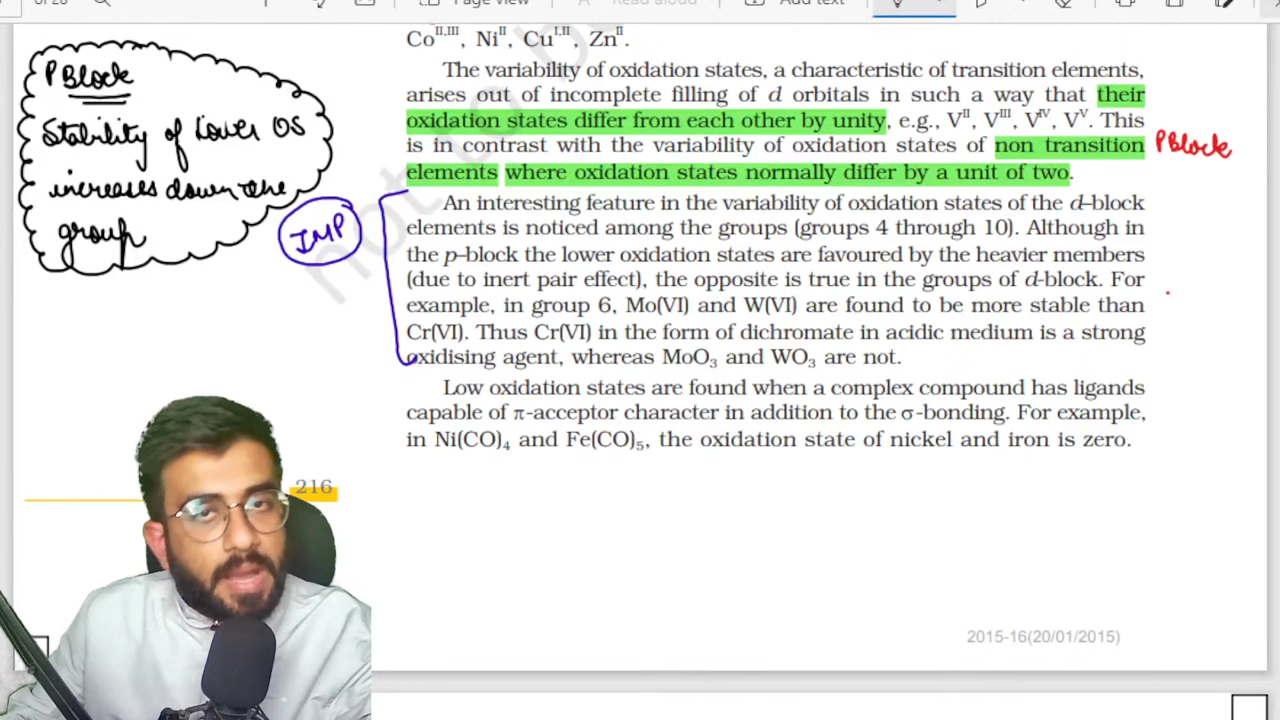 Page view
Read aloud
Add text
of 28
P Block
Stability of Lower OS
increases down the
group
IMP
Co^II,III, Ni^II, Cu^I,II, Zn^II.
The variability of oxidation states, a characteristic of transition elements,
arises out of incomplete filling of d orbitals in such a way that their
oxidation states differ from each other by unity, e.g., V^II, V^III, V^IV, V^V. This
is in contrast with the variability of oxidation states of non transition
P Block
elements where oxidation states normally differ by a unit of two.
An interesting feature in the variability of oxidation states of the d–block
elements is noticed among the groups (groups 4 through 10). Although in
the p–block the lower oxidation states are favoured by the heavier members
(due to inert pair effect), the opposite is true in the groups of d-block. For
example, in group 6, Mo(VI) and W(VI) are found to be more stable than
Cr(VI). Thus Cr(VI) in the form of dichromate in acidic medium is a strong
oxidising agent, whereas MoO₃ and WO₃ are not.
Low oxidation states are found when a complex compound has ligands
capable of π-acceptor character in addition to the σ-bonding. For example,
in Ni(CO)₄ and Fe(CO)₅, the oxidation state of nickel and iron is zero.
216
2015-16(20/01/2015)
not to be